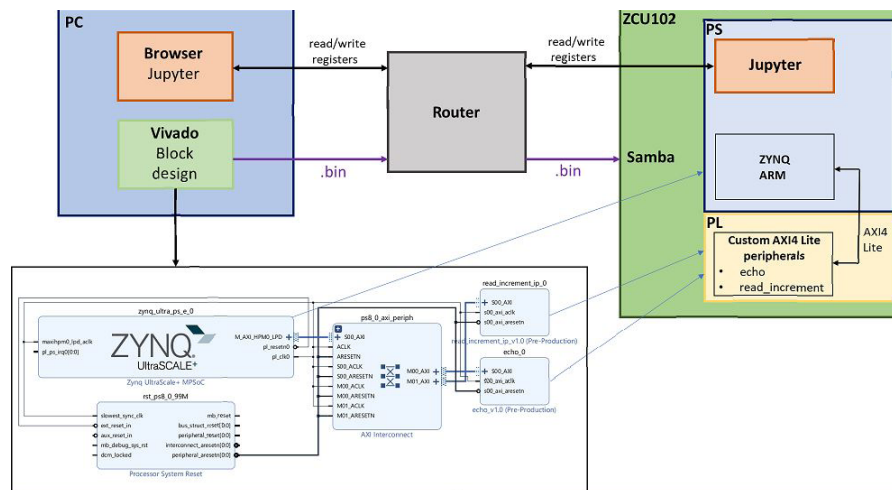 PC
Browser
Jupyter
Vivado
Block
design
read/write
registers
.bin
Router
read/write
registers
.bin
ZCU102
Samba
PS
Jupyter
ZYNQ
ARM
AXI4
Lite
PL
Custom AXI4 Lite
peripherals
• echo
• read_increment
zynq_ultra_ps_e_0
maxihpm0_lpd_aclk
pl_ps_irq0[0:0]
ZYNQ
UltraSCALE+
M_AXI_HPM0_LPD
pl_resetn0
pl_clk0
Zynq UltraScale+ MPSoC
rst_ps8_0_99M
slowest_sync_clk
ext_reset_in
aux_reset_in
mb_debug_sys_rst
dcm_locked
mb_reset
bus_struct_reset[0:0]
peripheral_reset[0:0]
interconnect_aresetn[0:0]
peripheral_aresetn[0:0]
Processor System Reset
ps8_0_axi_periph
S00_AXI
ACLK
ARESETN
S00_ACLK
S00_ARESETN
M00_ACLK
M00_ARESETN
M01_ACLK
M01_ARESETN
M00_AXI
M01_AXI
AXI Interconnect
read_increment_ip_0
S00_AXI
s00_axi_aclk
s00_axi_aresetn
read_increment_ip_v1.0 (Pre-Production)
echo_0
S00_AXI
s00_axi_aclk
s00_axi_aresetn
echo_v1.0 (Pre-Production)